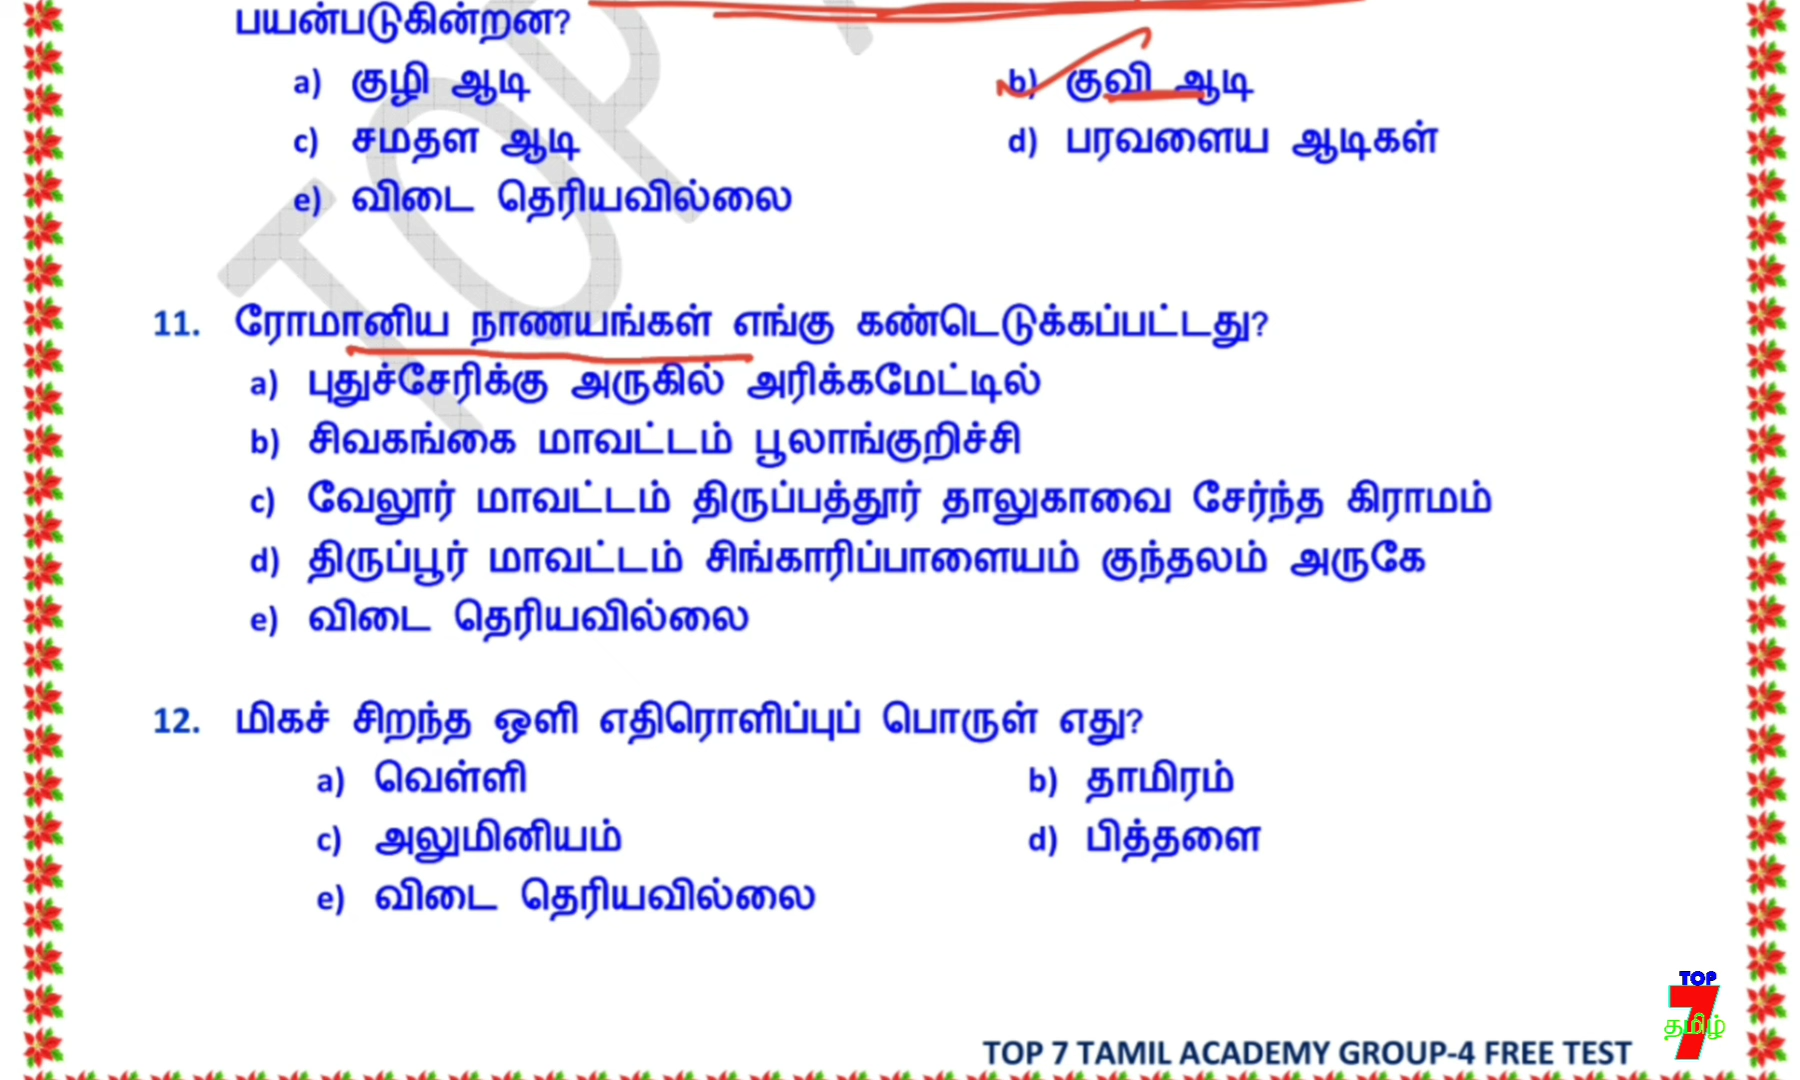 பயன்படுகின்றன?
a) குழி ஆடி b) குவி ஆடி
c) சமதள ஆடி d) பரவளைய ஆடிகள்
e) விடை தெரியவில்லை
11. ரோமானிய நாணயங்கள் எங்கு கண்டெடுக்கப்பட்டது?
a) புதுச்சேரிக்கு அருகில் அரிக்கமேட்டில்
b) சிவகங்கை மாவட்டம் பூலாங்குறிச்சி
c) வேலூர் மாவட்டம் திருப்பத்தூர் தாலுகாவை சேர்ந்த கிராமம்
d) திருப்பூர் மாவட்டம் சிங்காரிப்பாளையம் குந்தலம் அருகே
e) விடை தெரியவில்லை
12. மிகச் சிறந்த ஒளி எதிரொளிப்புப் பொருள் எது?
a) வெள்ளி b) தாமிரம்
c) அலுமினியம் d) பித்தளை
e) விடை தெரியவில்லை
TOP
7
தமிழ்
TOP 7 TAMIL ACADEMY GROUP-4 FREE TEST